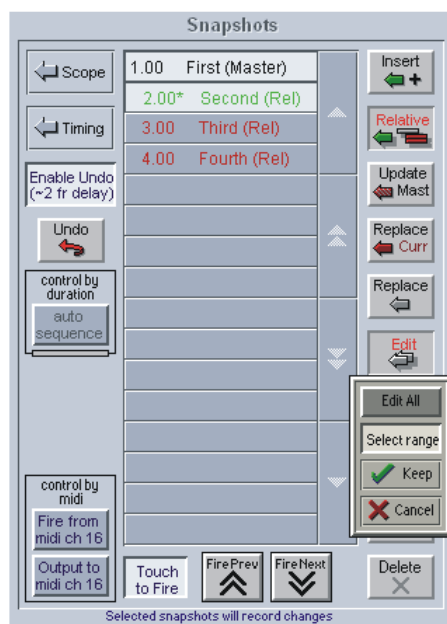 Snapshots
Scope
Timing
Enable Undo
(~2 fr delay)
Undo
control by
duration
auto
sequence
control by
midi
Fire from
midi ch 16
Output to
midi ch 16
1.00 First (Master)
2.00* Second (Rel)
3.00 Third (Rel)
4.00 Fourth (Rel)
Touch
to Fire
Fire Prev
Fire Next
Insert
+
Relative
Update
Mast
Replace
Curr
Replace
Edit
Edit All
Select range
Keep
Cancel
Delete
Selected snapshots will record changes